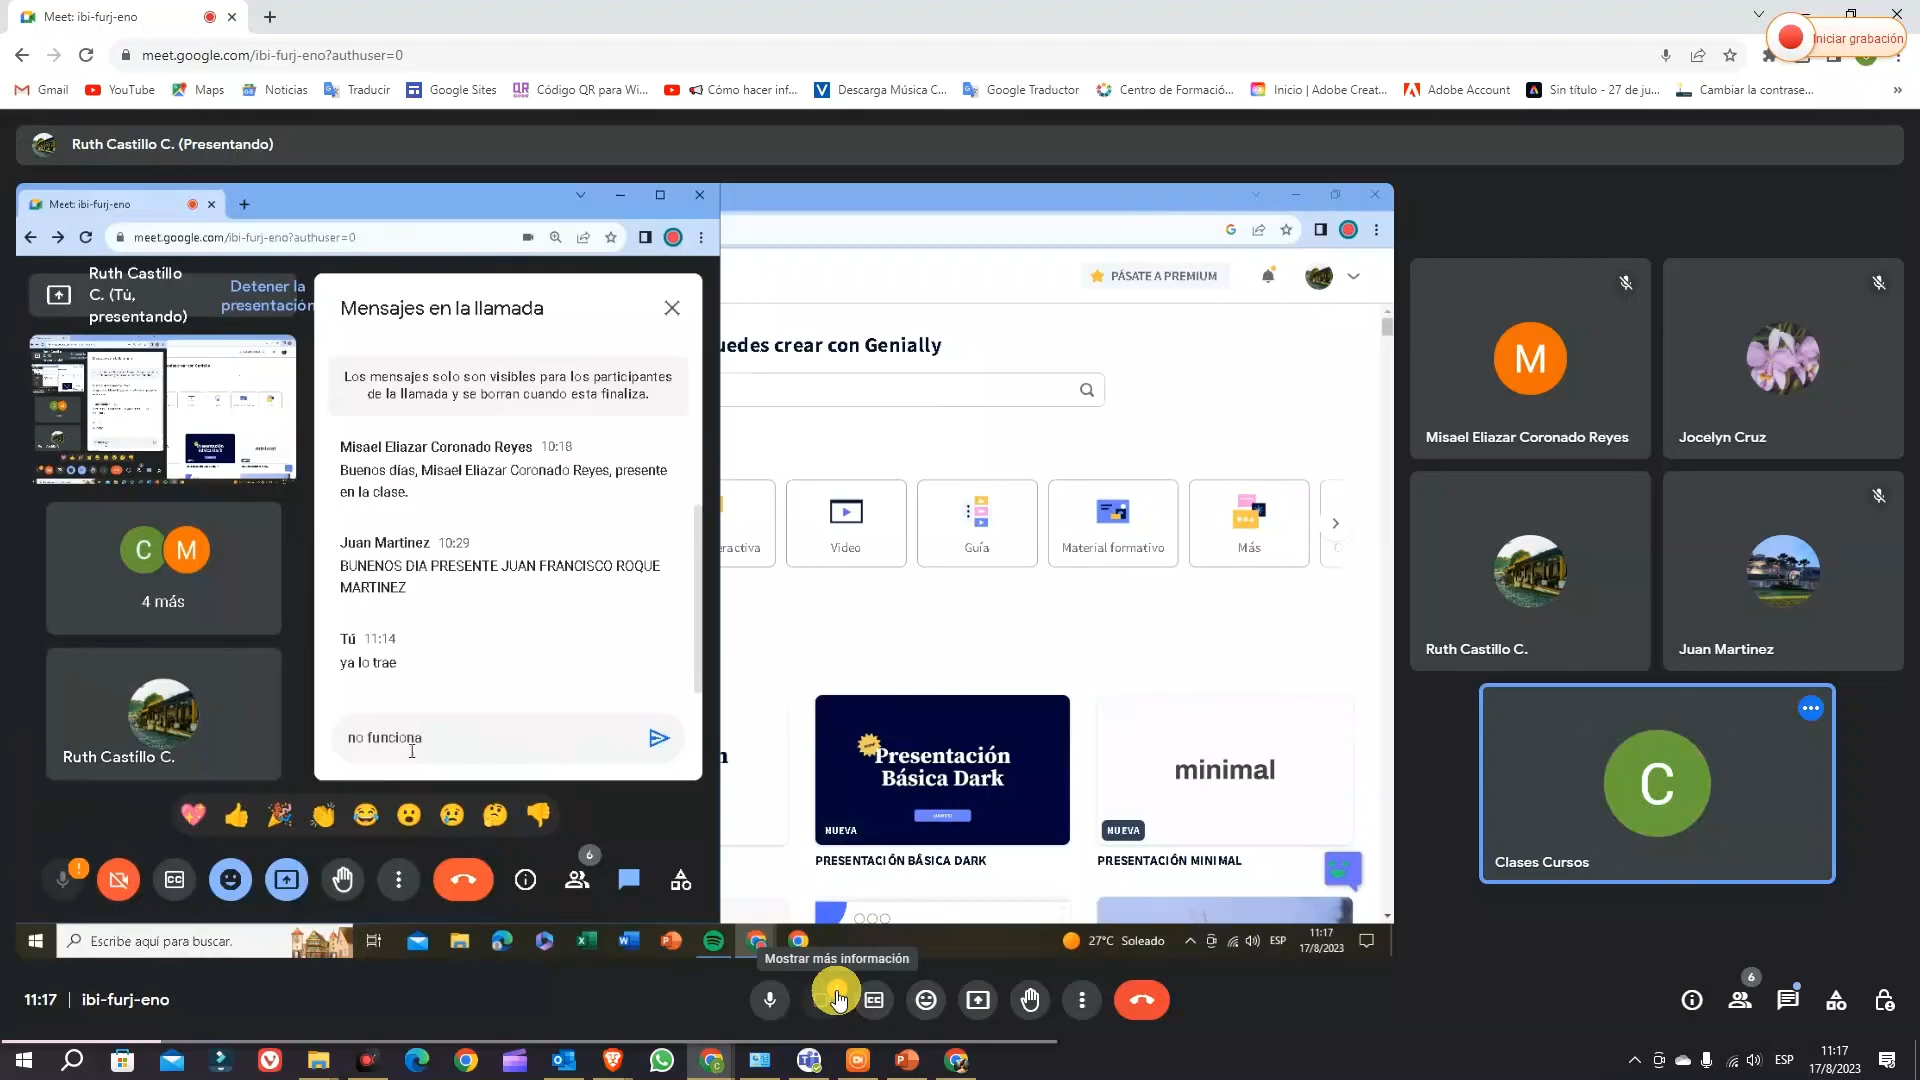 Meet: ibi-furj-eno
Iniciar grabación
meet.google.com/ibi-furj-eno?authuser=0
Gmail
YouTube
Maps
Noticias
Traducir
Google Sites
Código QR para Wi...
Cómo hacer inf...
Descarga Música C...
Google Traductor
Centro de Formació...
Inicio | Adobe Creat...
Adobe Account
Sin título - 27 de ju...
Cambiar la contrase...
Ruth Castillo C. (Presentando)
Meet: ibi-furj-eno
meet.google.com/ibi-furj-eno?authuser=0
Ruth Castillo
C. (Tú,
presentando)
Detener la
presentación
Mensajes en la llamada
Los mensajes solo son visibles para los participantes
de la llamada y se borran cuando esta finaliza.
Misael Eliazar Coronado Reyes 10:18
Buenos días, Misael Eliazar Coronado Reyes, presente
en la clase.
Juan Martinez 10:29
BUNENOS DIA PRESENTE JUAN FRANCISCO ROQUE
MARTINEZ
Tú 11:14
ya lo trae
no funciona
C M
4 más
Ruth Castillo C.
6
PÁSATE A PREMIUM
uedes crear con Genially
eractiva
Video
Guía
Material formativo
Más
Presentación
Básica Dark
NUEVA
PRESENTACIÓN BÁSICA DARK
minimal
NUEVA
PRESENTACIÓN MINIMAL
Escribe aquí para buscar.
27°C Soleado
ESP
11:17
17/8/2023
M
Misael Eliazar Coronado Reyes
Jocelyn Cruz
Ruth Castillo C.
Juan Martinez
C
Clases Cursos
Mostrar más información
11:17 | ibi-furj-eno
6
ESP
11:17
17/8/2023